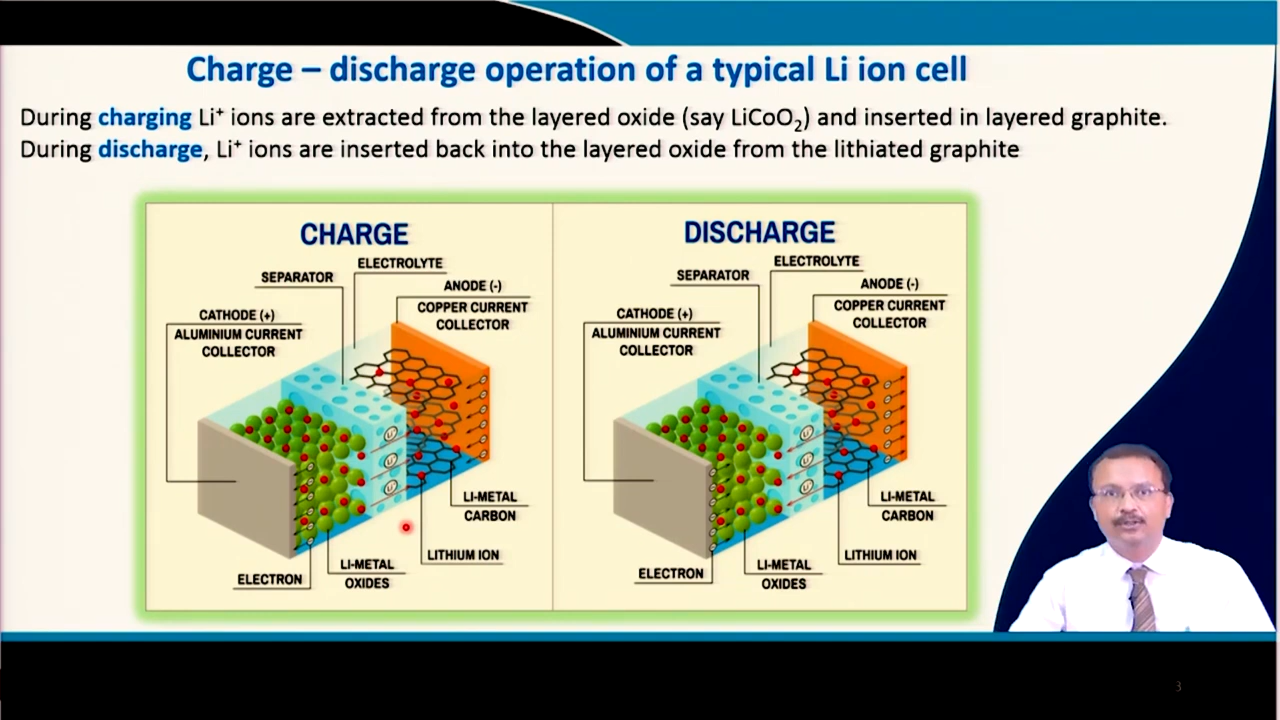 Charge – discharge operation of a typical Li ion cell
During charging Li⁺ ions are extracted from the layered oxide (say LiCoO₂) and inserted in layered graphite.
During discharge, Li⁺ ions are inserted back into the layered oxide from the lithiated graphite
CHARGE
ELECTROLYTE
SEPARATOR
ANODE (-)
COPPER CURRENT
COLLECTOR
CATHODE (+)
ALUMINIUM CURRENT
COLLECTOR
LI-METAL
CARBON
LITHIUM ION
LI-METAL
OXIDES
ELECTRON
DISCHARGE
ELECTROLYTE
SEPARATOR
ANODE (-)
COPPER CURRENT
COLLECTOR
CATHODE (+)
ALUMINIUM CURRENT
COLLECTOR
LI-METAL
CARBON
LITHIUM ION
LI-METAL
OXIDES
ELECTRON
3